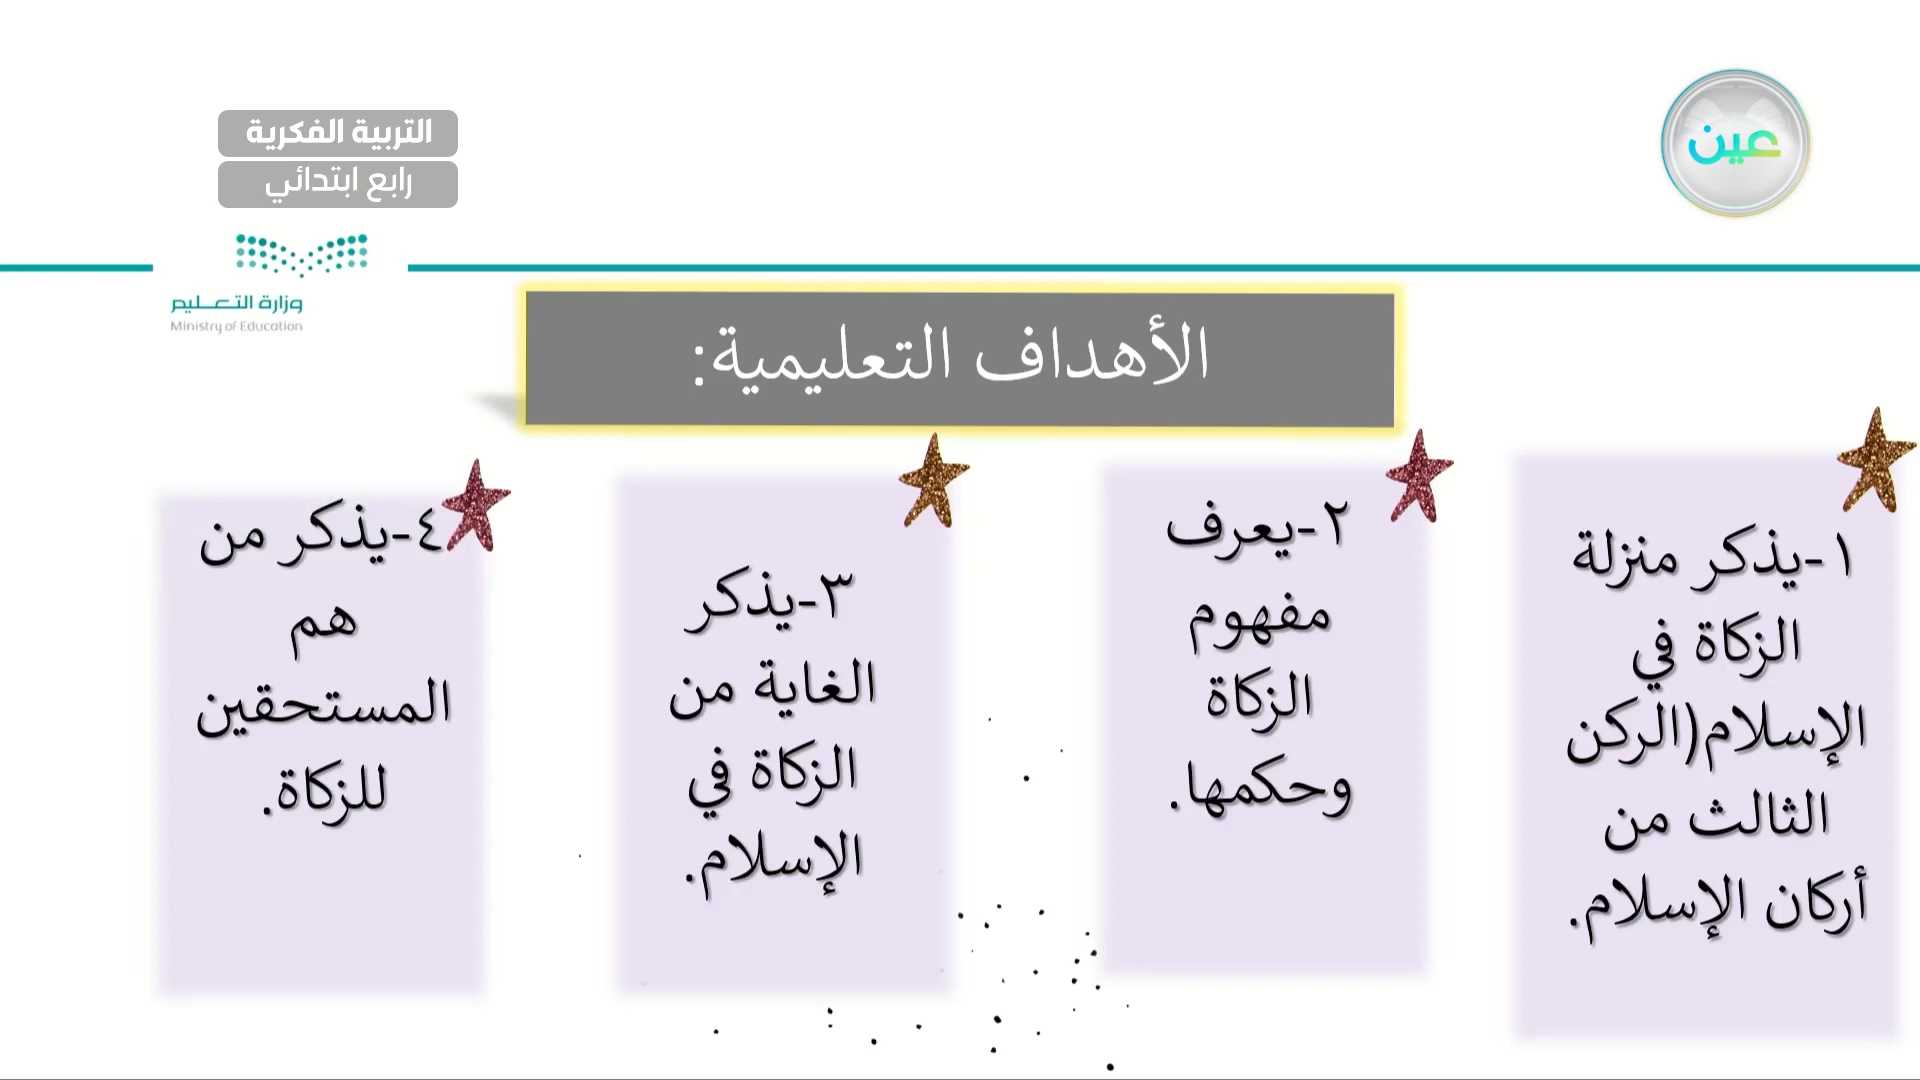 التربية الفكرية
رابع ابتدائي
عين
وزارة التعليم
Ministry of Education
الأهداف التعليمية:
١-يذكر منزلة
الزكاة في
الإسلام(الركن
الثالث من
أركان الإسلام.
٢-يعرف
مفهوم
الزكاة
وحكمها.
٣-يذكر
الغاية من
الزكاة في
الإسلام.
٤-يذكر من
هم
المستحقين
للزكاة.